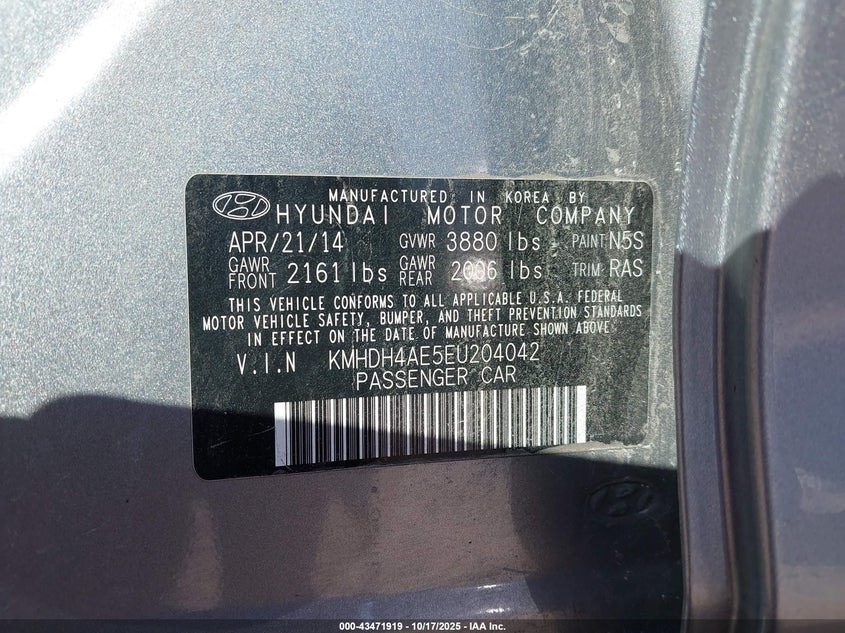 MANUFACTURED IN KOREA BY
HYUNDAI MOTOR COMPANY
APR/21/14 GVWR 3880 lbs PAINT N5S
GAWR FRONT 2161 lbs GAWR REAR 2006 lbs TRIM RAS
THIS VEHICLE CONFORMS TO ALL APPLICABLE U.S.A. FEDERAL
MOTOR VEHICLE SAFETY, BUMPER, AND THEFT PREVENTION STANDARDS
IN EFFECT ON THE DATE OF MANUFACTURE SHOWN ABOVE.
V.I.N KMHDH4AE5EU204042
PASSENGER CAR
000-43471919 - 10/17/2025 - IAA Inc.